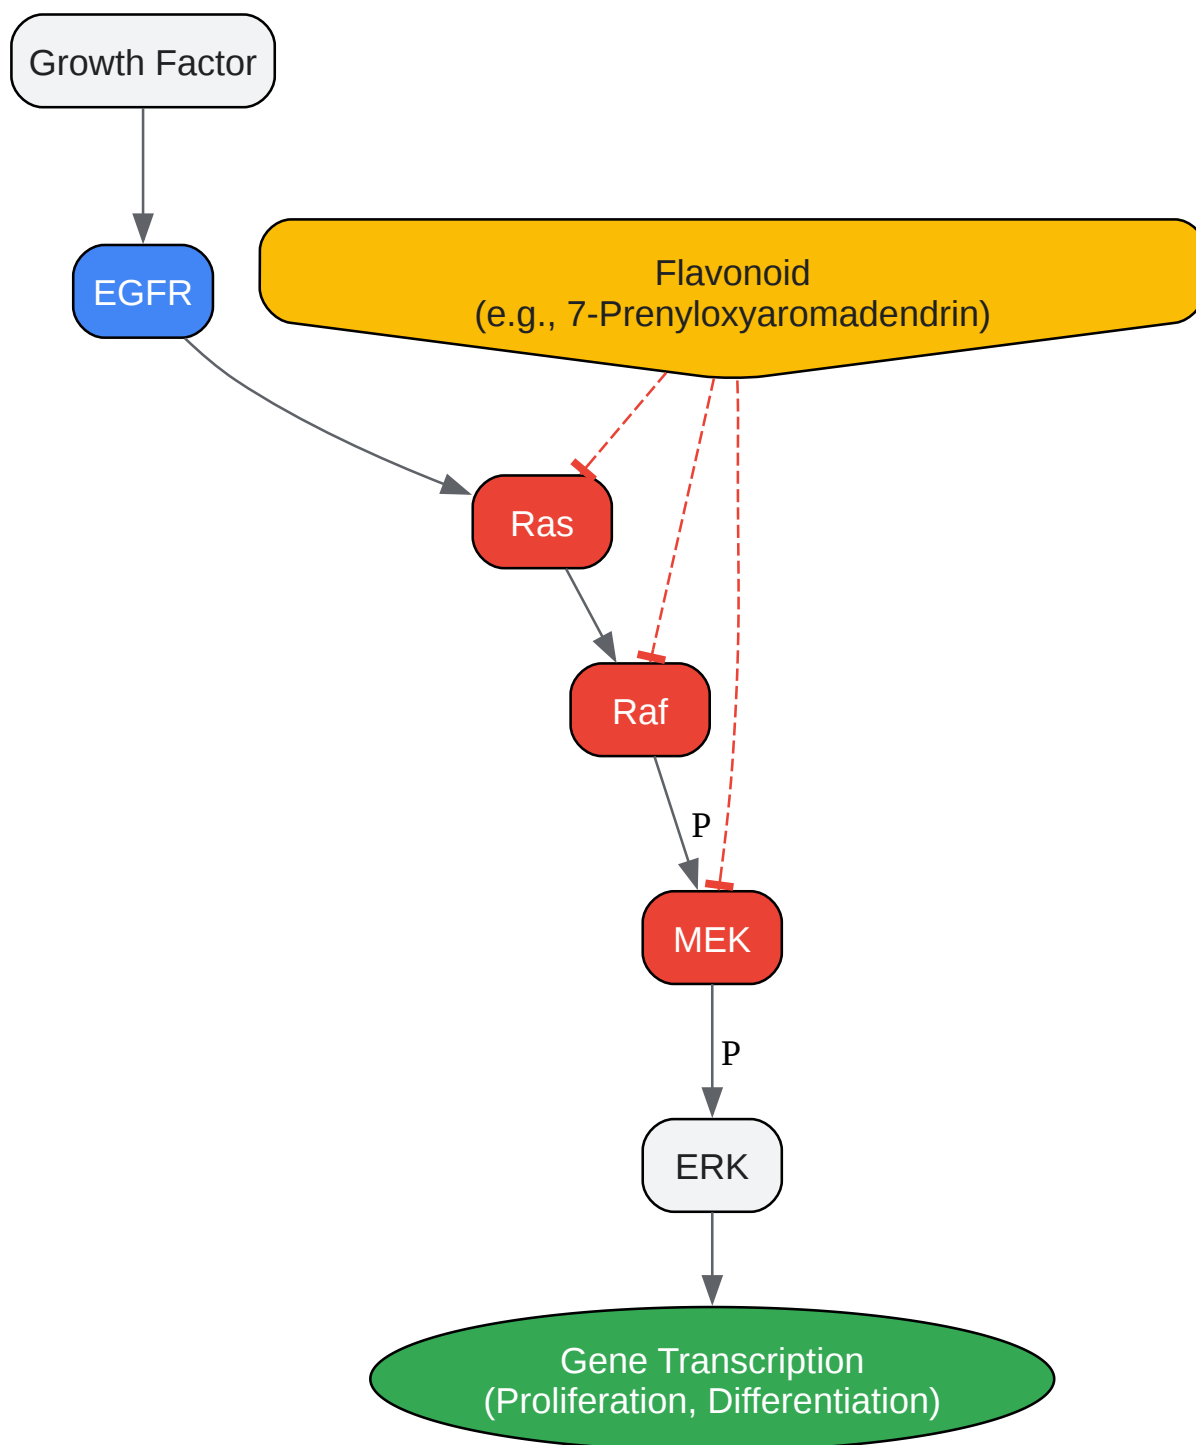 Growth Factor
EGFR
Flavonoid
(e.g., 7-Prenyloxyaromadendrin)
Ras
Raf
P
MEK
P
ERK
Gene Transcription
(Proliferation, Differentiation)